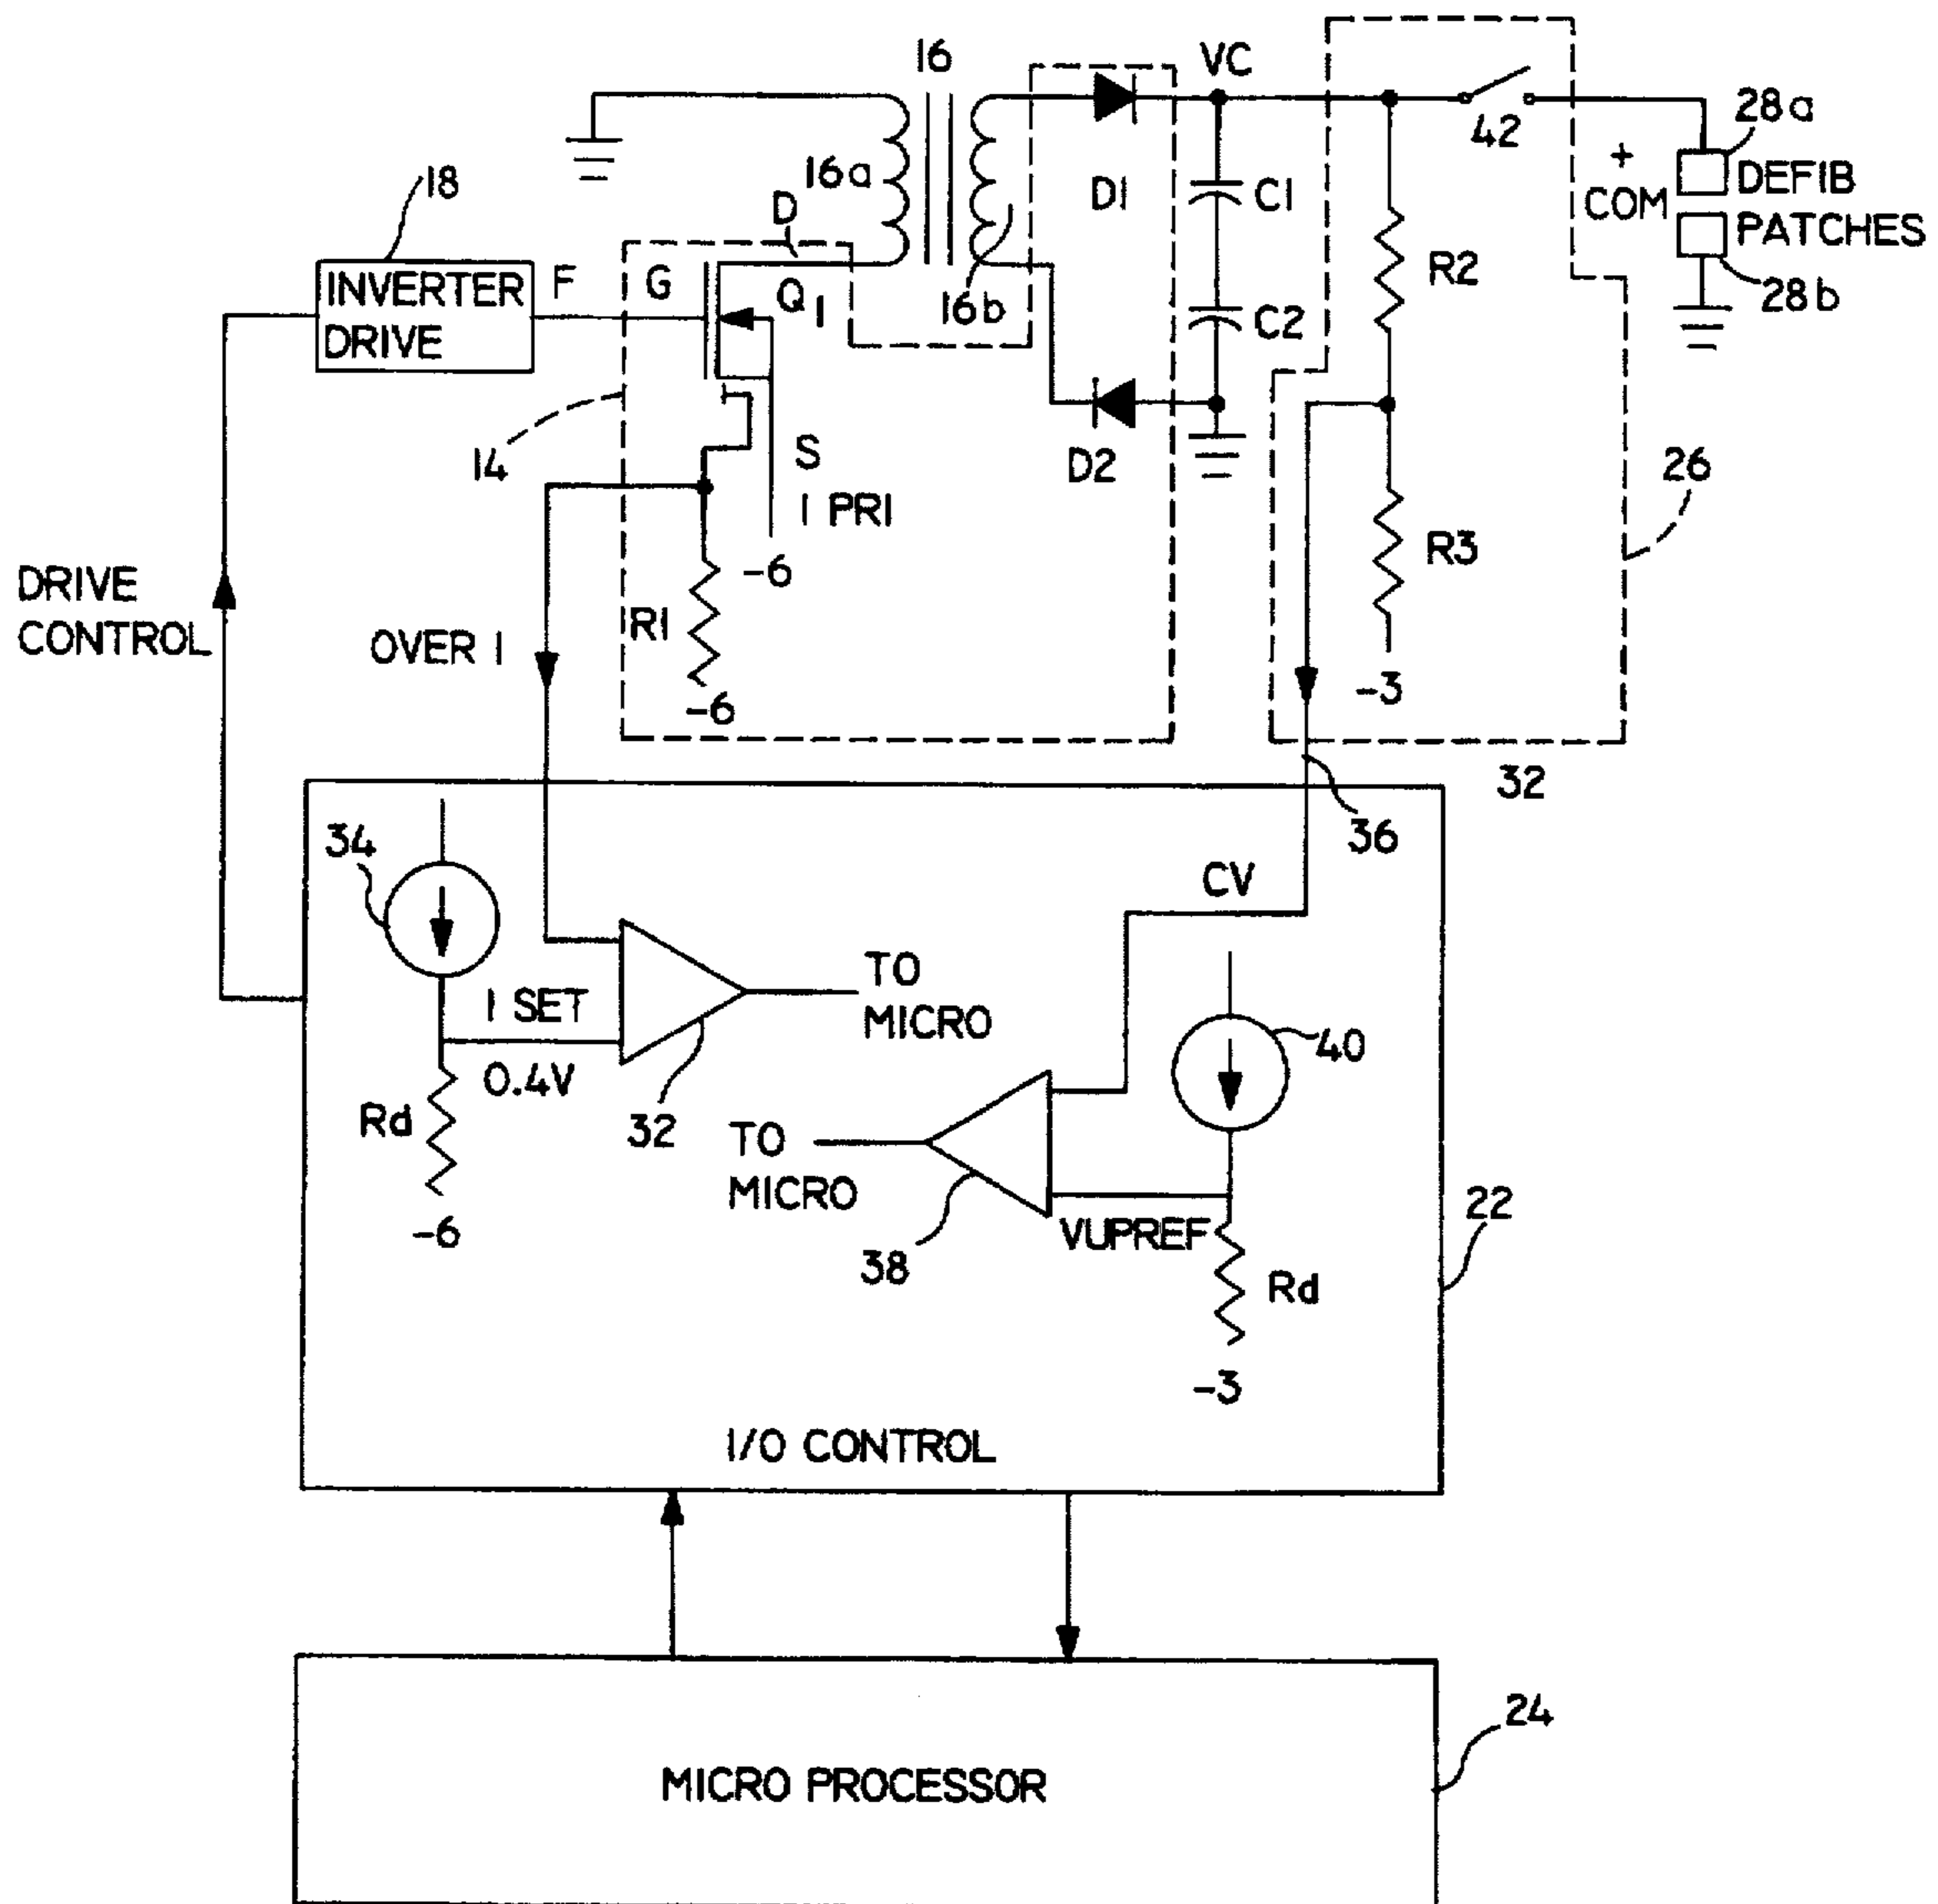 16
VC
18
16a
D
D1
C1
42
+
COM
28a
DEFIB
PATCHES
28b
INVERTER
DRIVE
F
G
Q1
16b
C2
R2
14
S
I PRI
D2
26
-6
R3
DRIVE
CONTROL
OVER I
R1
-6
-3
32
36
34
CV
I SET
0.4V
TO
MICRO
40
Rd
32
TO
MICRO
-6
38
VUPREF
Rd
22
-3
I/O CONTROL
24
MICRO PROCESSOR